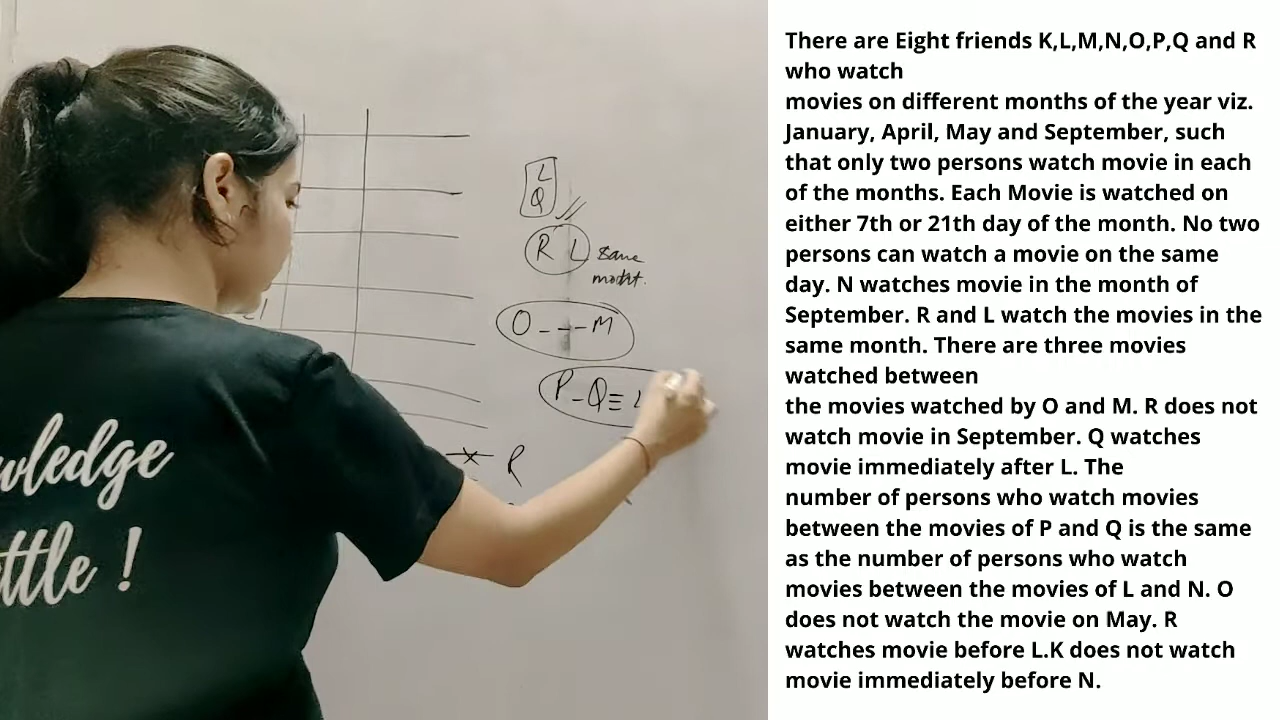 L
Q
R L same
month.
O - - - M
P - Q ≡ L
R
wledge
ttle !
There are Eight friends K,L,M,N,O,P,Q and R
who watch
movies on different months of the year viz.
January, April, May and September, such
that only two persons watch movie in each
of the months. Each Movie is watched on
either 7th or 21th day of the month. No two
persons can watch a movie on the same
day. N watches movie in the month of
September. R and L watch the movies in the
same month. There are three movies
watched between
the movies watched by O and M. R does not
watch movie in September. Q watches
movie immediately after L. The
number of persons who watch movies
between the movies of P and Q is the same
as the number of persons who watch
movies between the movies of L and N. O
does not watch the movie on May. R
watches movie before L.K does not watch
movie immediately before N.